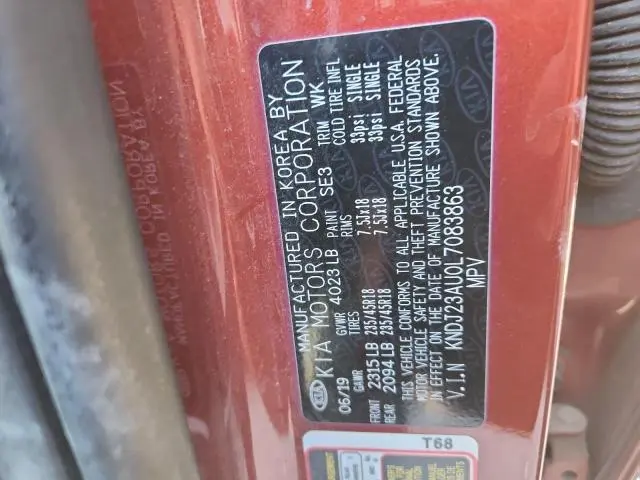 MANUFACTURED IN KOREA BY
KIA KIA MOTORS CORPORATION
06/19 GVWR 4023 LB PAINT SE3 TRIM WK
GAWR TIRES RIMS COLD TIRE INFL
FRONT 2315 LB 235/45R18 7.5Jx18 33psi SINGLE
REAR 2094 LB 235/45R18 7.5Jx18 33psi SINGLE
THIS VEHICLE CONFORMS TO ALL APPLICABLE U.S.A. FEDERAL
MOTOR VEHICLE SAFETY AND THEFT PREVENTION STANDARDS
IN EFFECT ON THE DATE OF MANUFACTURE SHOWN ABOVE.
V.I.N KNDJ23AU0L7089863
MPV
T68